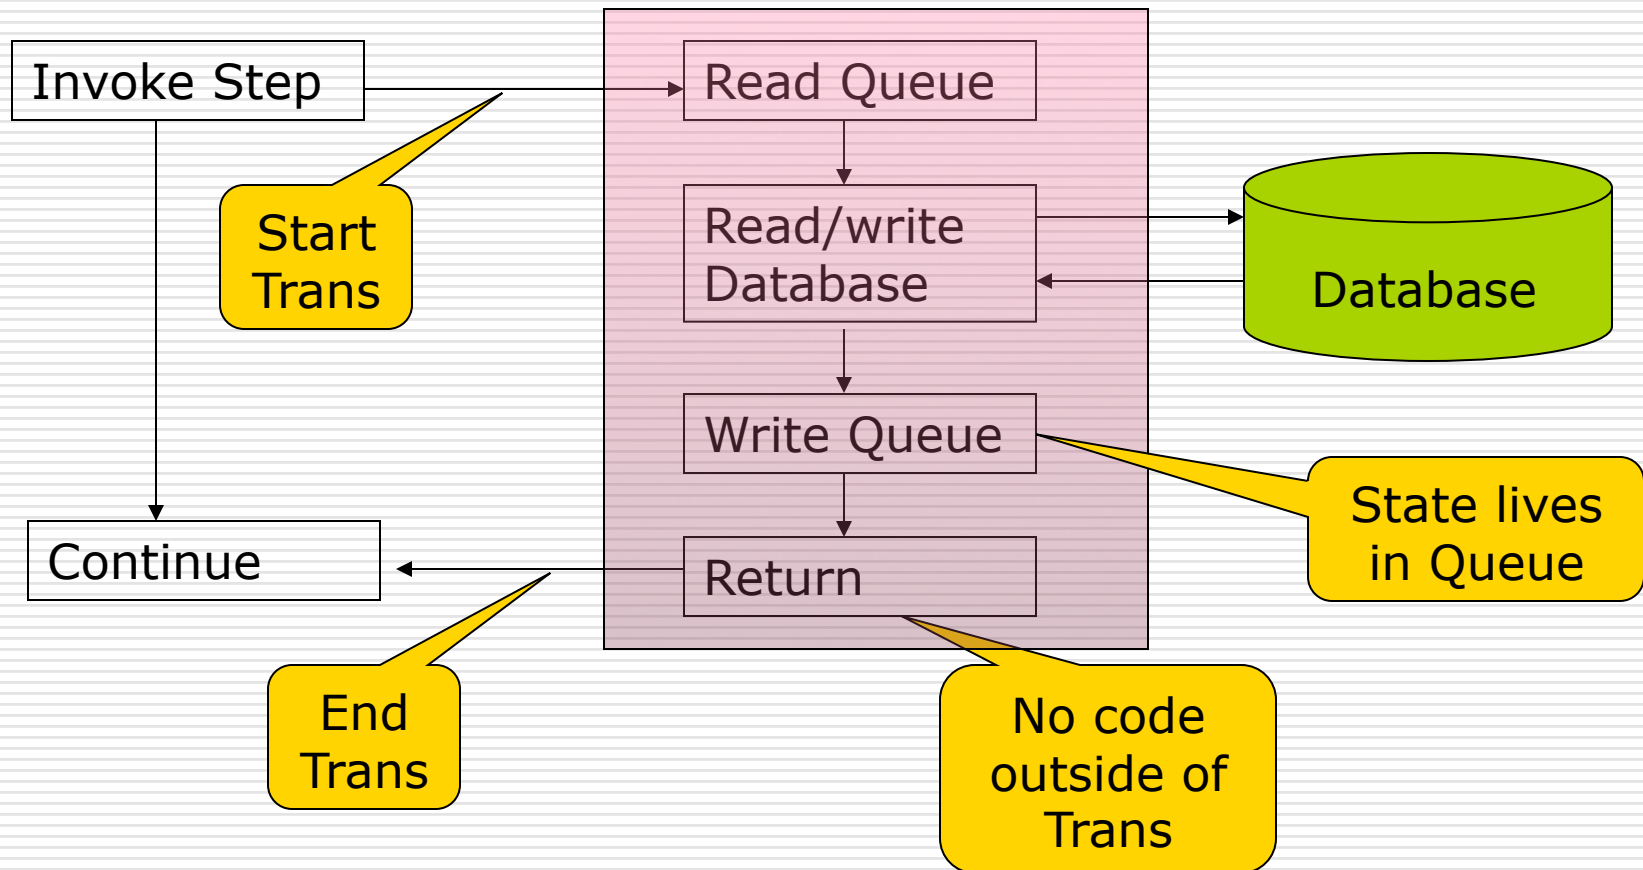 Invoke Step
Read Queue
Start
Trans
Read/write
Database
Database
Write Queue
State lives
in Queue
Continue
Return
End
Trans
No code
outside of
Trans